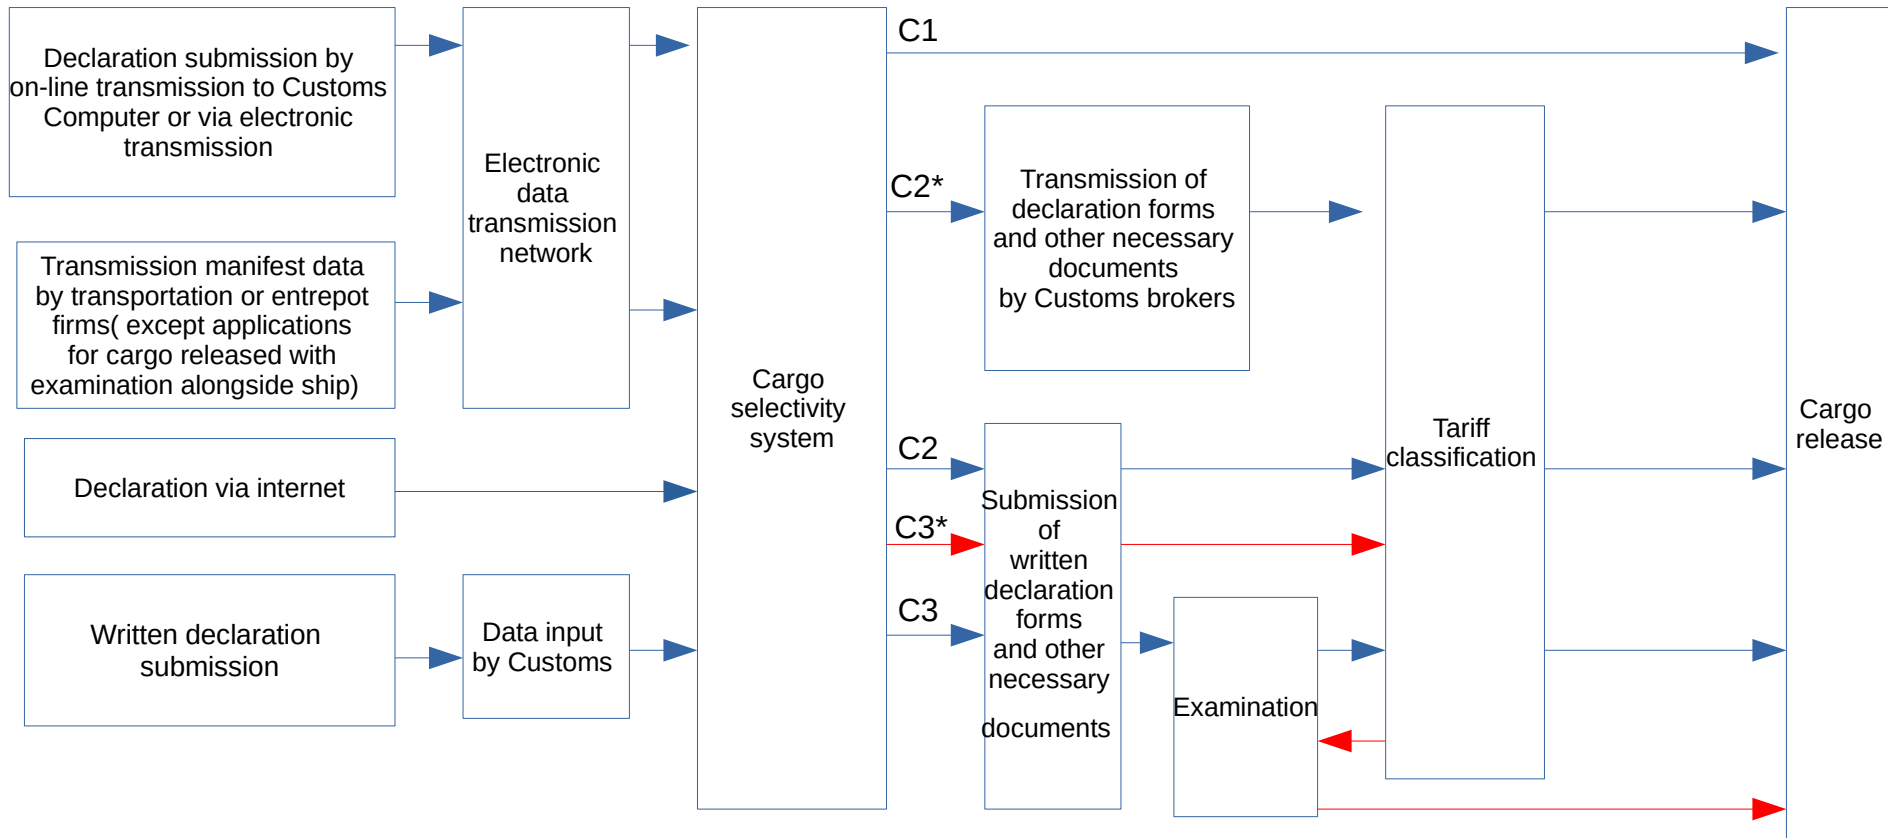 Declaration submission by
on-line transmission to Customs
Computer or via electronic
transmission
Transmission manifest data
by transportation or entrepot
firms( except applications
for cargo released with
examination alongside ship)
Declaration via internet
Written declaration
submission
Electronic
data
transmission
network
Data input
by Customs
Cargo
selectivity
system
C1
C2*
C2
C3*
C3
Transmission of
declaration forms
and other necessary
documents
by Customs brokers
Submission
of
written
declaration
forms
and other
necessary
documents
Examination
Tariff
classification
Cargo
release